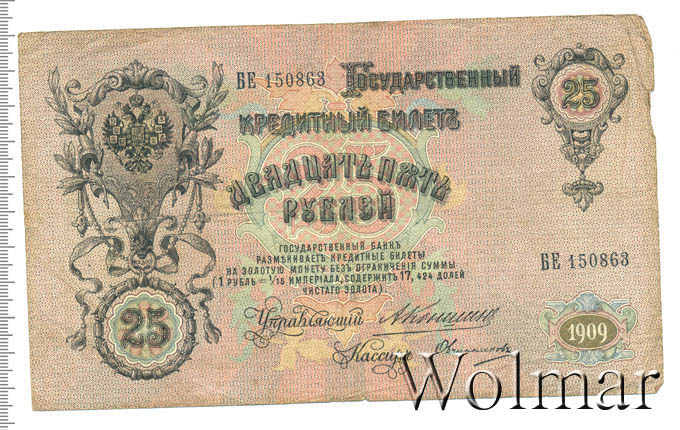 БЕ 150863 Государственный
25
кредитный билетъ
двадцать пять
рублей
25
государственный банкъ
размѣниваетъ кредитные билеты
на золотую монету безъ ограниченія суммы
(1 рубль = 1/15 имперіала, содержитъ 17,424 долей
чистаго золота).
БЕ 150863
25
Управляющій
Кассиръ
1909
Wolmar